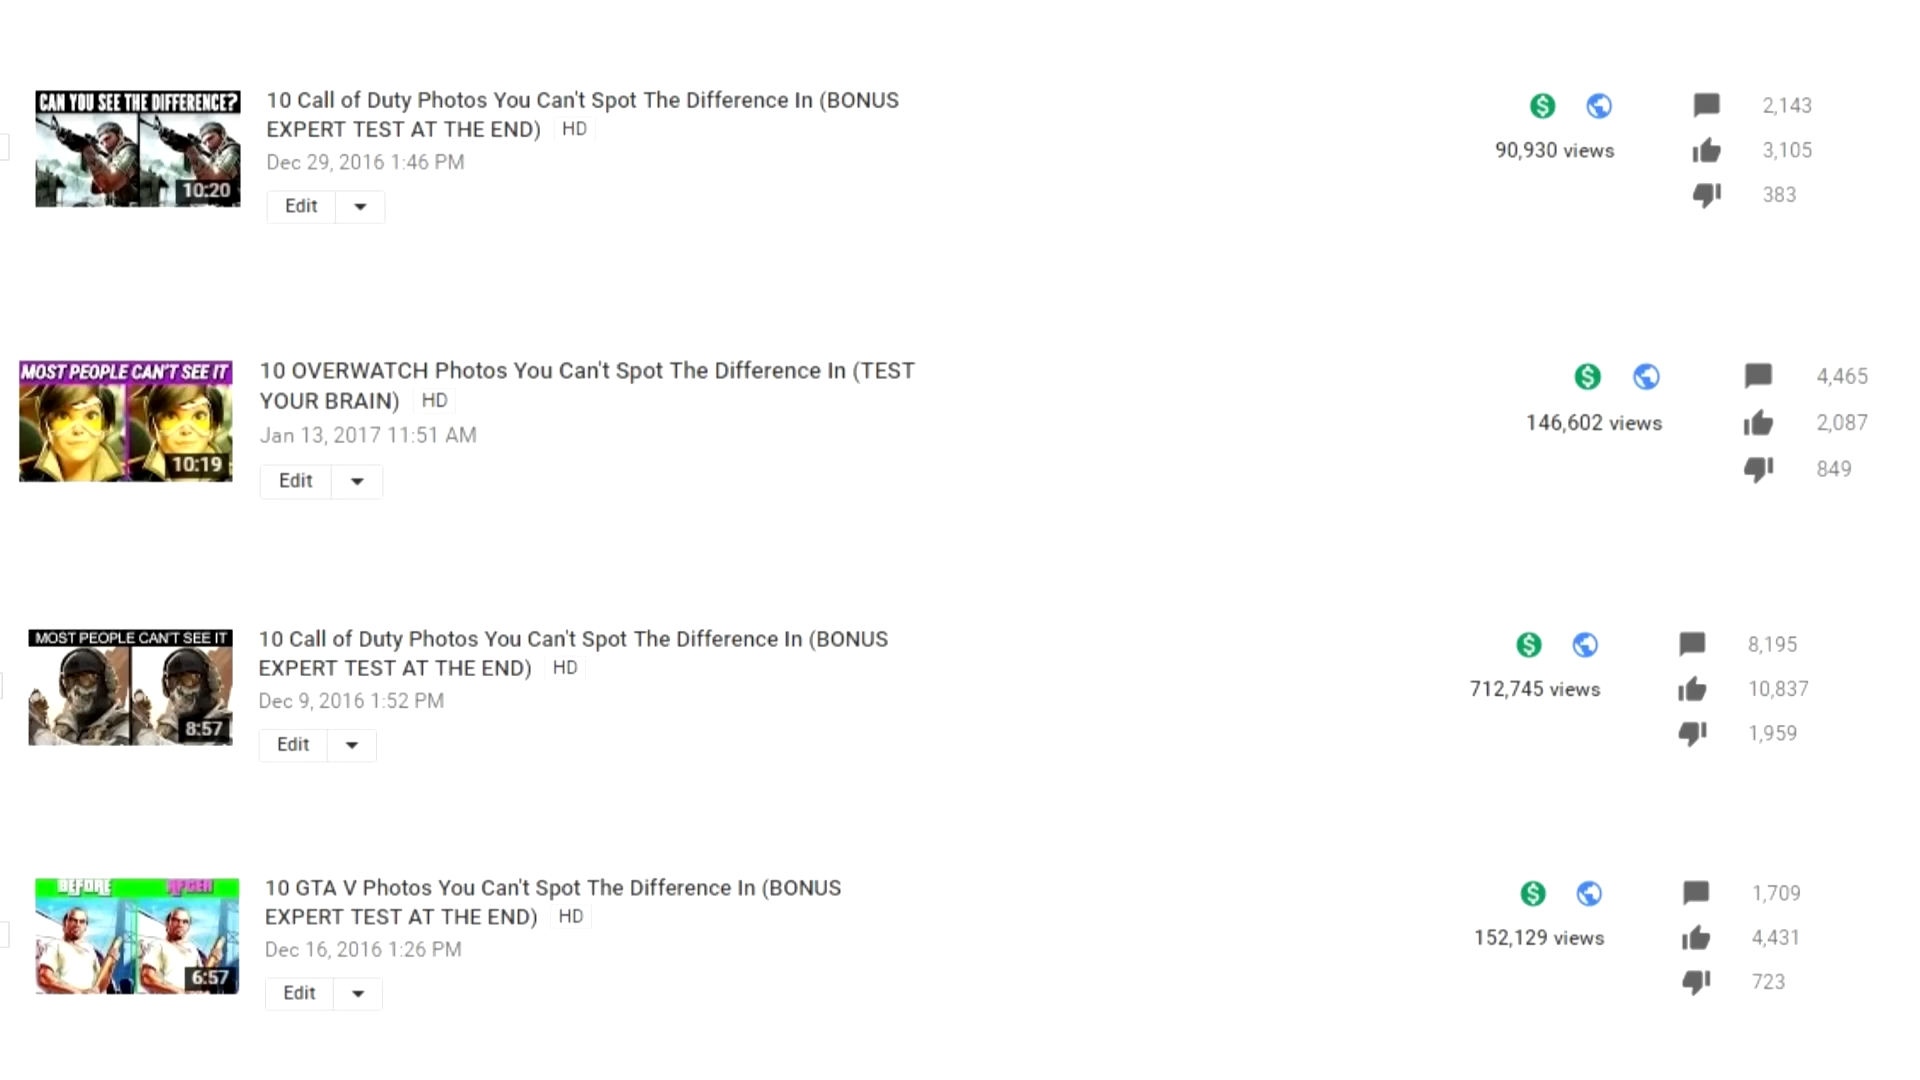 CAN YOU SEE THE DIFFERENCE?
10:20
10 Call of Duty Photos You Can't Spot The Difference In (BONUS
EXPERT TEST AT THE END) HD
Dec 29, 2016 1:46 PM
Edit
90,930 views
2,143
3,105
383
MOST PEOPLE CAN'T SEE IT
10:19
10 OVERWATCH Photos You Can't Spot The Difference In (TEST
YOUR BRAIN) HD
Jan 13, 2017 11:51 AM
Edit
146,602 views
4,465
2,087
849
MOST PEOPLE CAN'T SEE IT
8:57
10 Call of Duty Photos You Can't Spot The Difference In (BONUS
EXPERT TEST AT THE END) HD
Dec 9, 2016 1:52 PM
Edit
712,745 views
8,195
10,837
1,959
BEFORE AFTER
6:57
10 GTA V Photos You Can't Spot The Difference In (BONUS
EXPERT TEST AT THE END) HD
Dec 16, 2016 1:26 PM
Edit
152,129 views
1,709
4,431
723